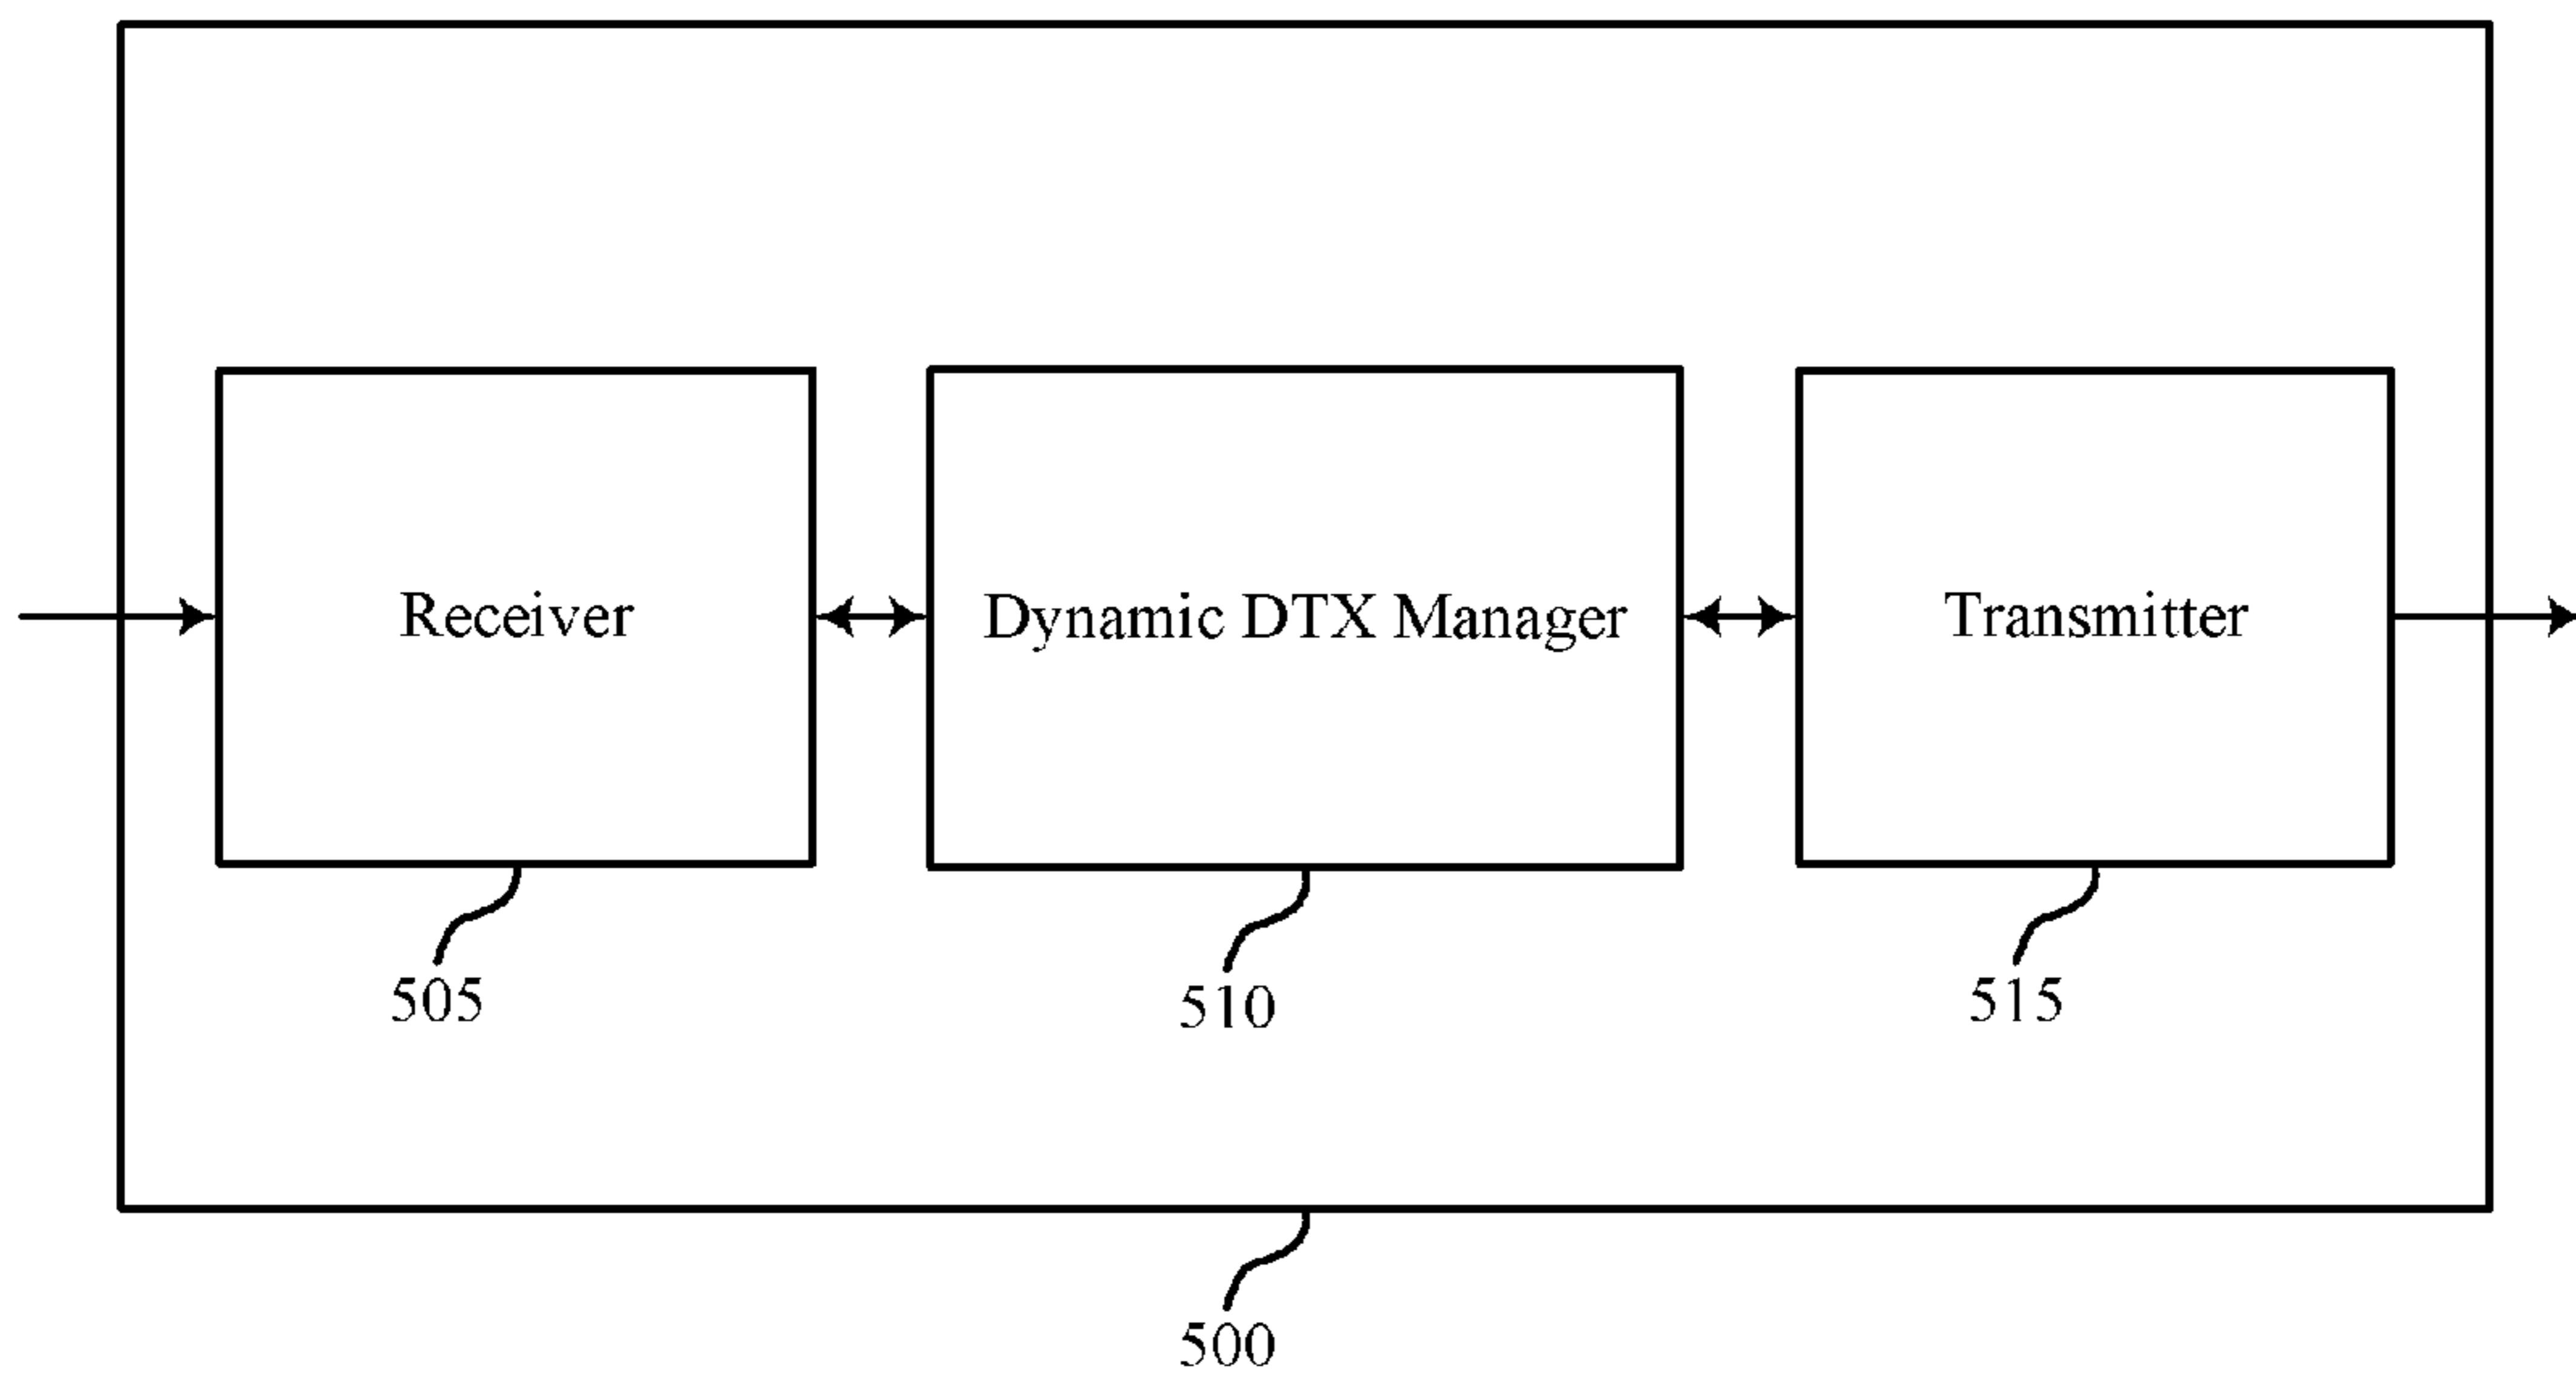 Receiver
Dynamic DTX Manager
Transmitter
505
510
515
500